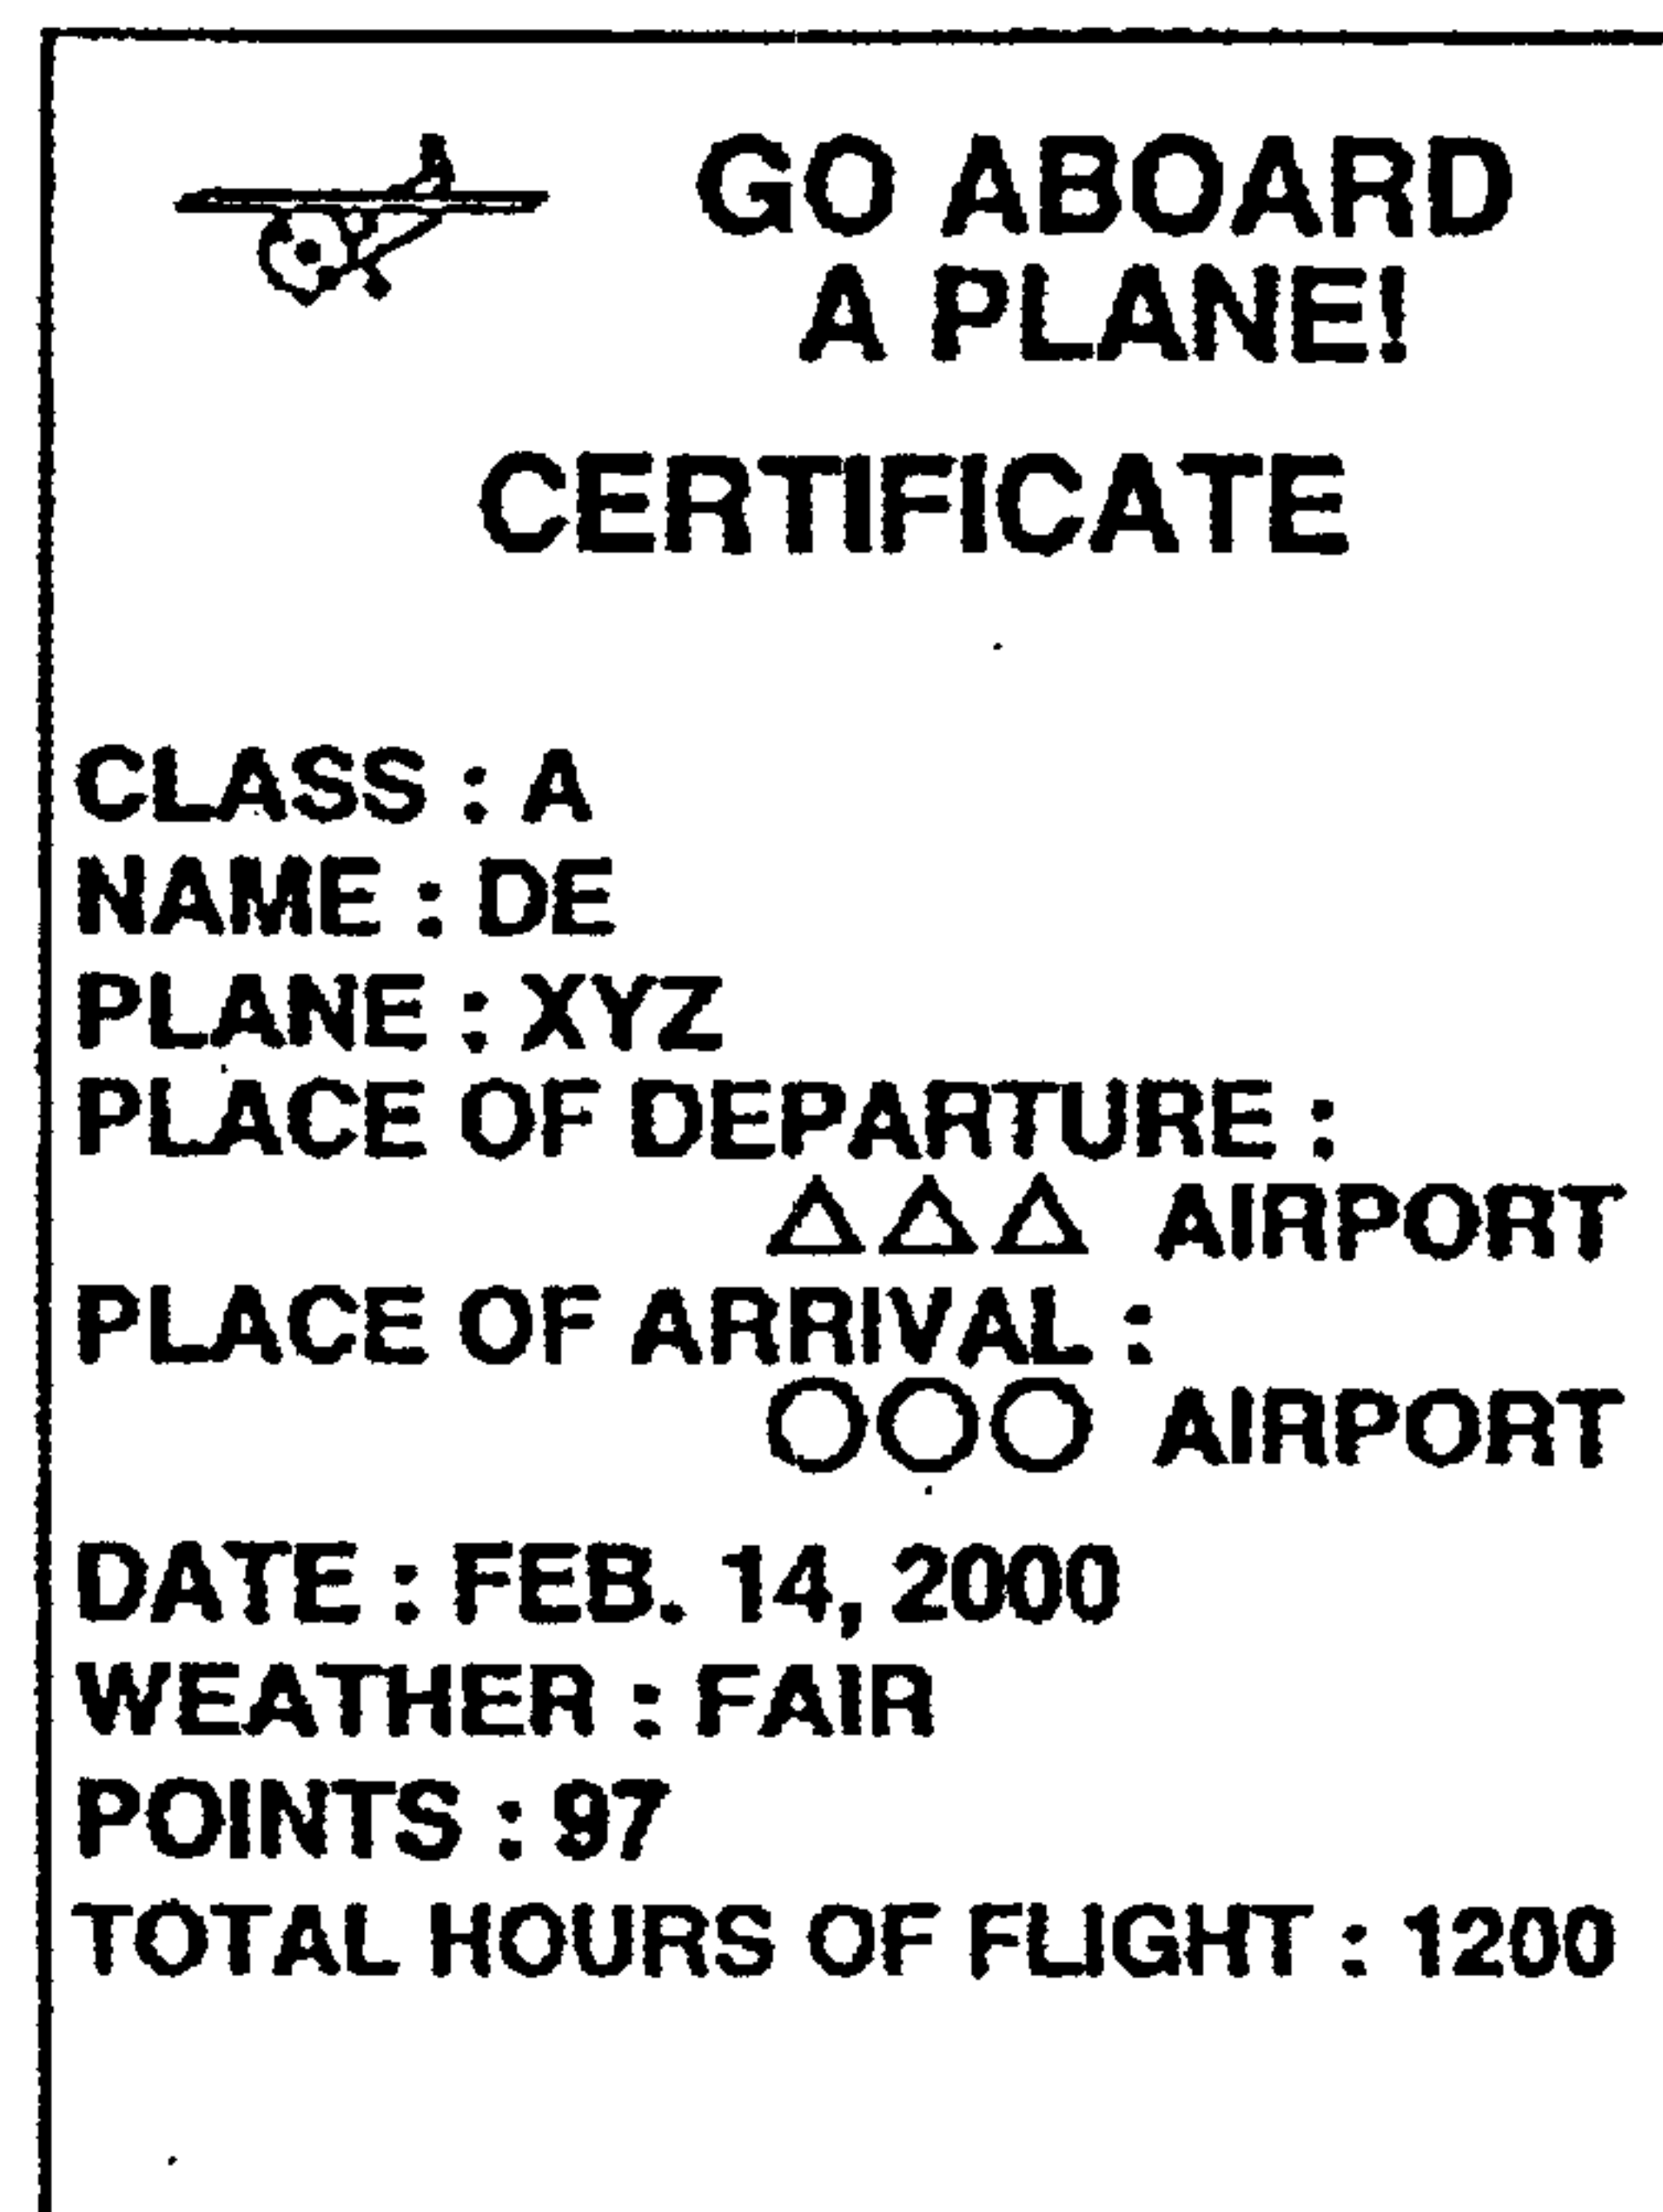 GO ABOARD
A PLANE!
CERTIFICATE
CLASS : A
NAME : DE
PLANE : XYZ
PLACE OF DEPARTURE :
△△△ AIRPORT
PLACE OF ARRIVAL :
○○○ AIRPORT
DATE : FEB. 14, 2000
WEATHER : FAIR
POINTS : 97
TOTAL HOURS OF FLIGHT : 1200